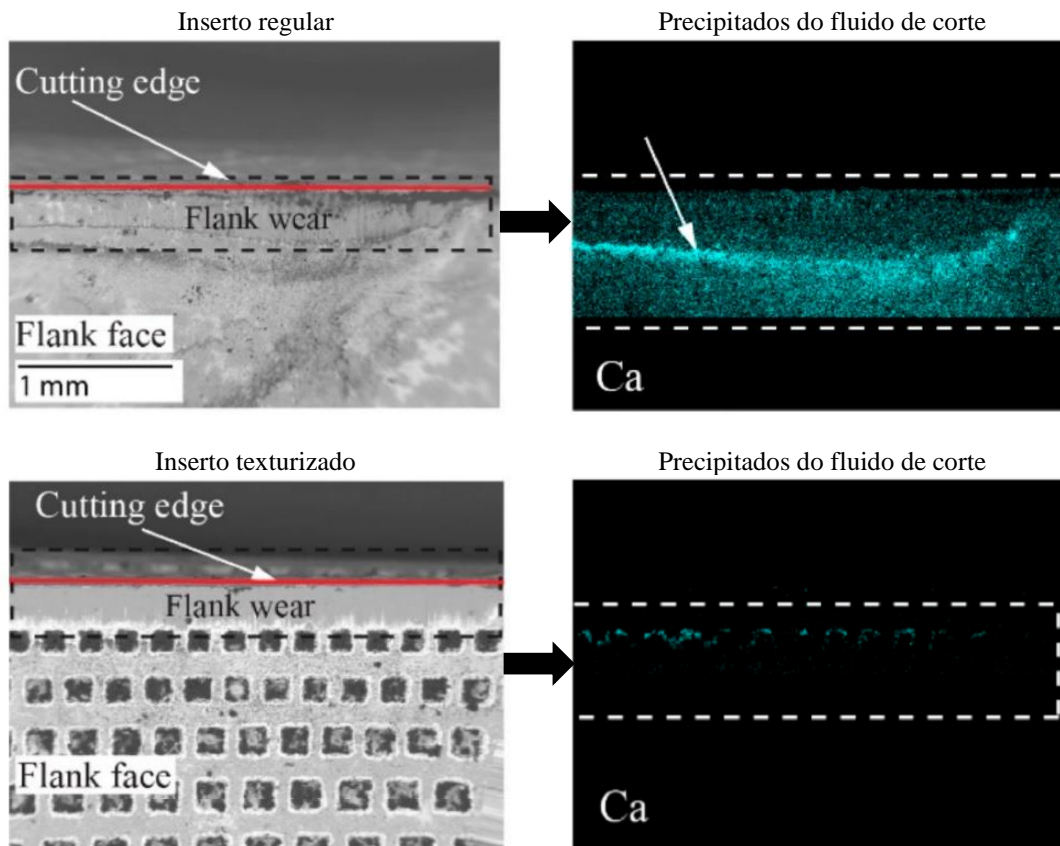 Inserto regular
Precipitados do fluido de corte
Cutting edge
Flank wear
Flank face
1 mm
Ca
Inserto texturizado
Precipitados do fluido de corte
Cutting edge
Flank wear
Flank face
Ca